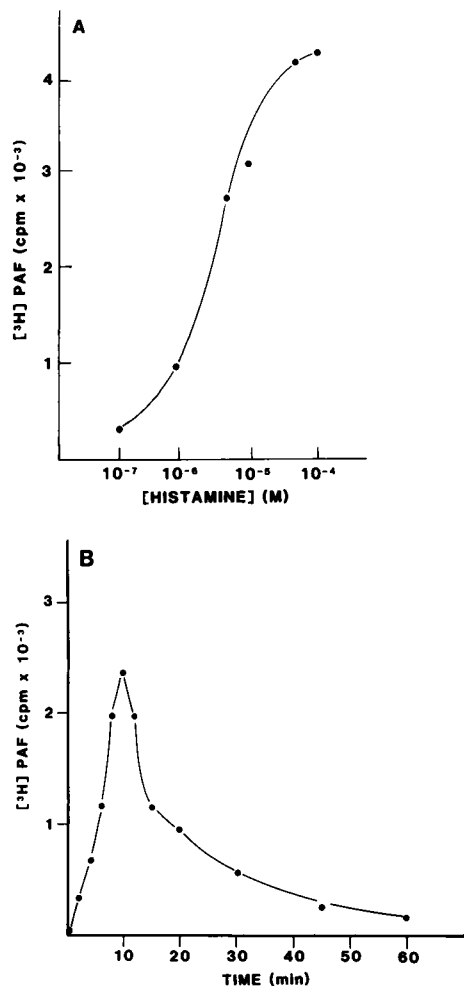 A
[³H] PAF (cpm x 10⁻³)
4
3
2
1
10⁻⁷ 10⁻⁶ 10⁻⁵ 10⁻⁴
[HISTAMINE] (M)
B
[³H] PAF (cpm x 10⁻³)
3
2
1
10 20 30 40 50 60
TIME (min)